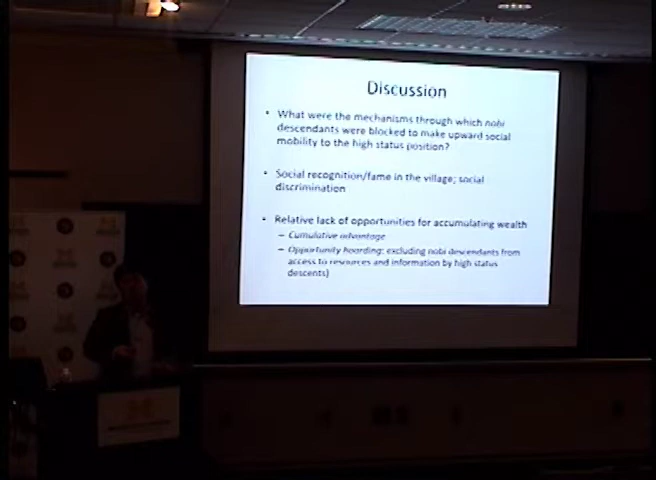 Discussion
• What were the mechanisms through which nobi
descendants were blocked to make upward social
mobility to the high status position?
• Social recognition/fame in the village; social
discrimination
• Relative lack of opportunities for accumulating wealth
– Cumulative advantage
– Opportunity hoarding: excluding nobi descendants from
access to resources and information by high status
descents)